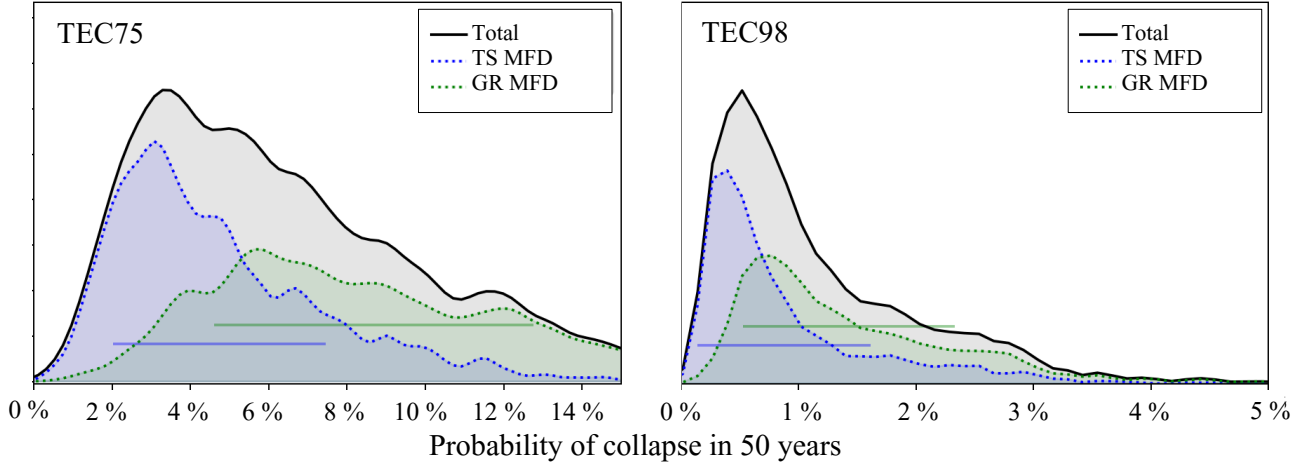 TEC75
Total
TS MFD
GR MFD
TEC98
Total
TS MFD
GR MFD
0 % 2 % 4 % 6 % 8 % 10 % 12 % 14 %
0 % 1 % 2 % 3 % 4 % 5 %
Probability of collapse in 50 years